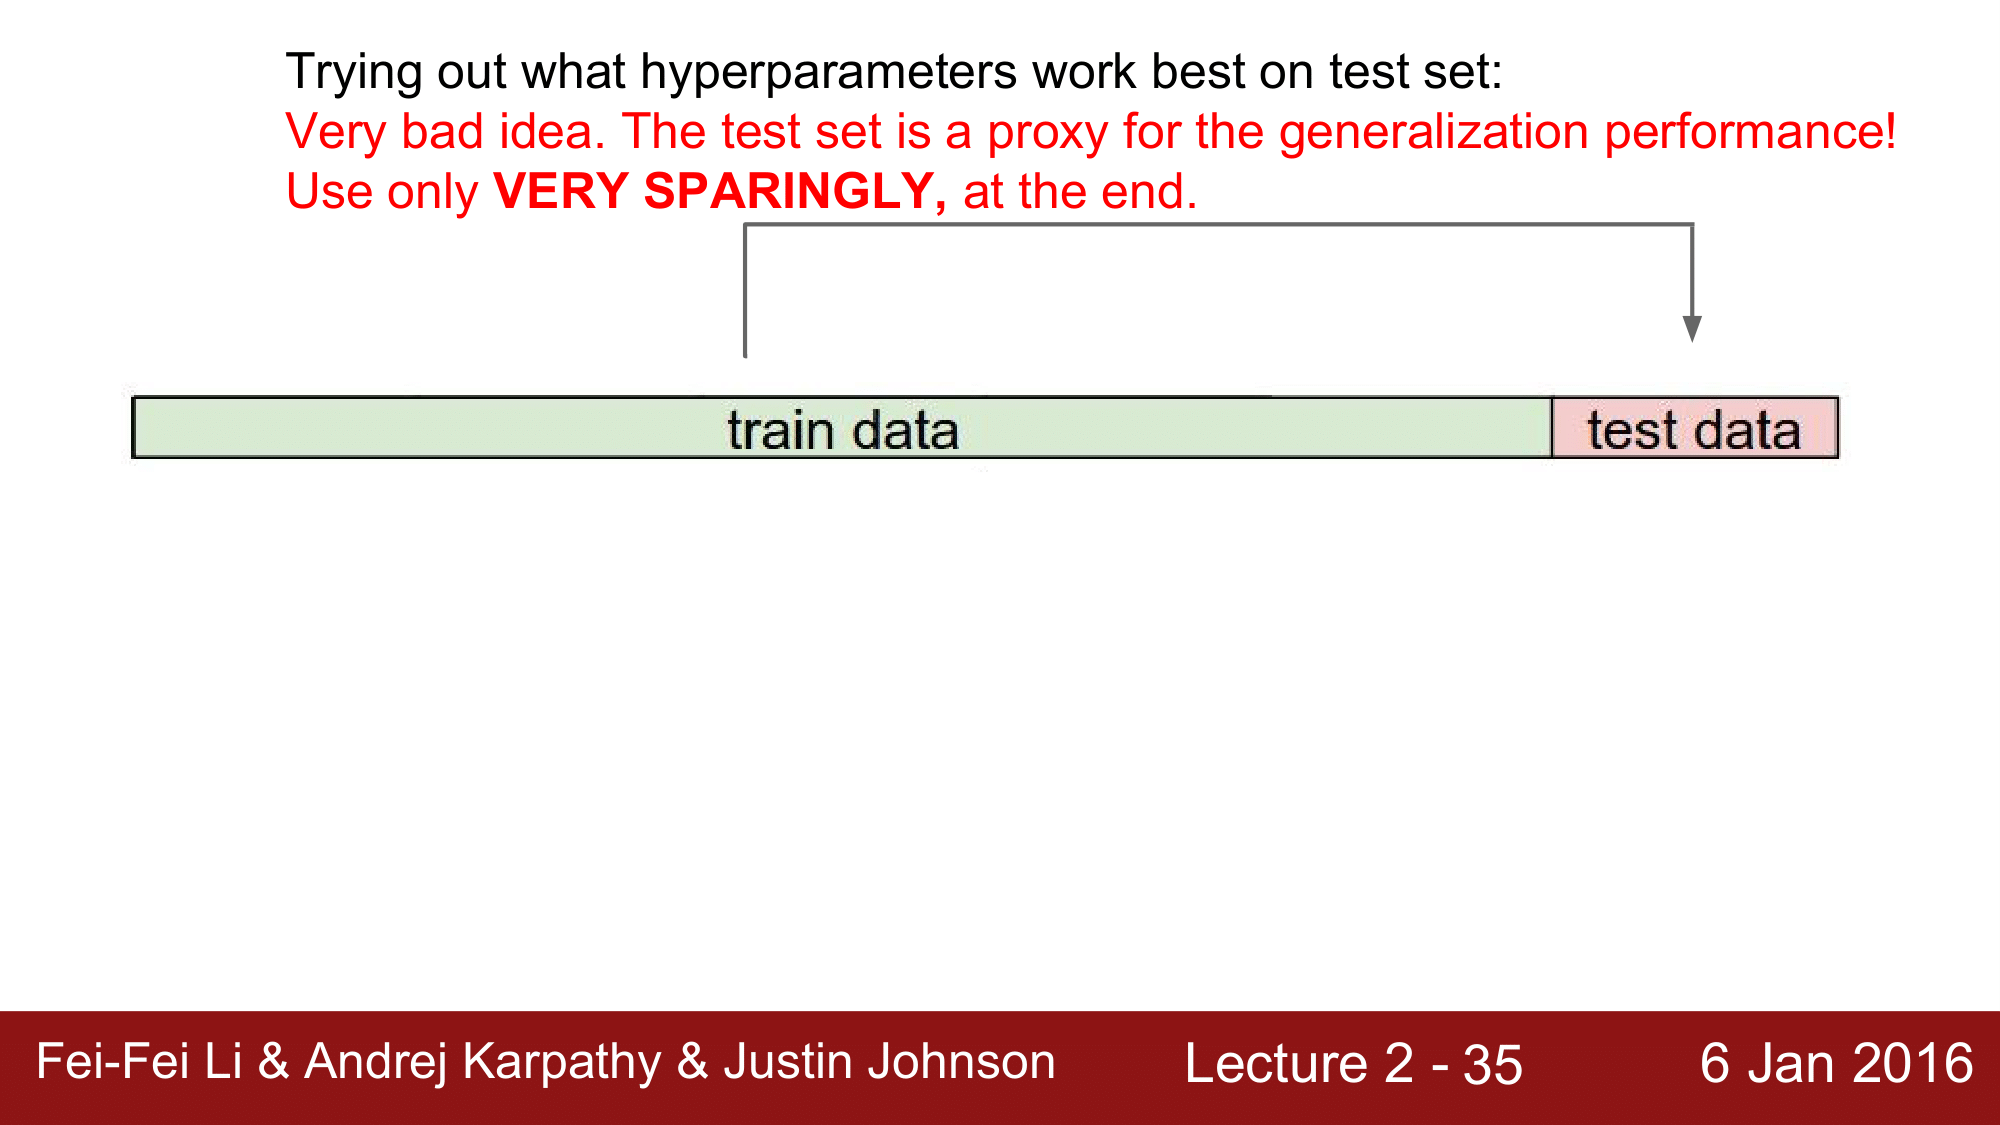 Trying out what hyperparameters work best on test set:
Very bad idea. The test set is a proxy for the generalization performance!
Use only VERY SPARINGLY, at the end.
train data
test data
Fei-Fei Li & Andrej Karpathy & Justin Johnson
Lecture 2 - 35
6 Jan 2016